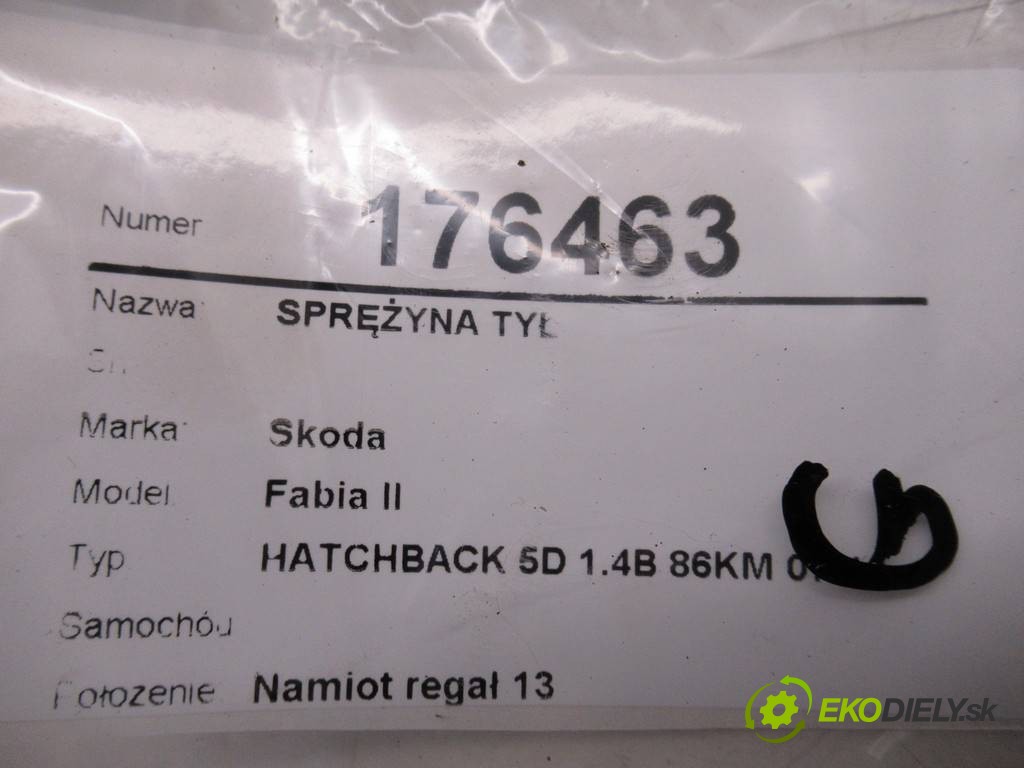 Numer 176463
Nazwa: SPRĘŻYNA TYŁ
Marka: Skoda
Model Fabia II
Typ HATCHBACK 5D 1.4B 86KM
Samochód
Położenie Namiot regał 13
EKODIELY.sk